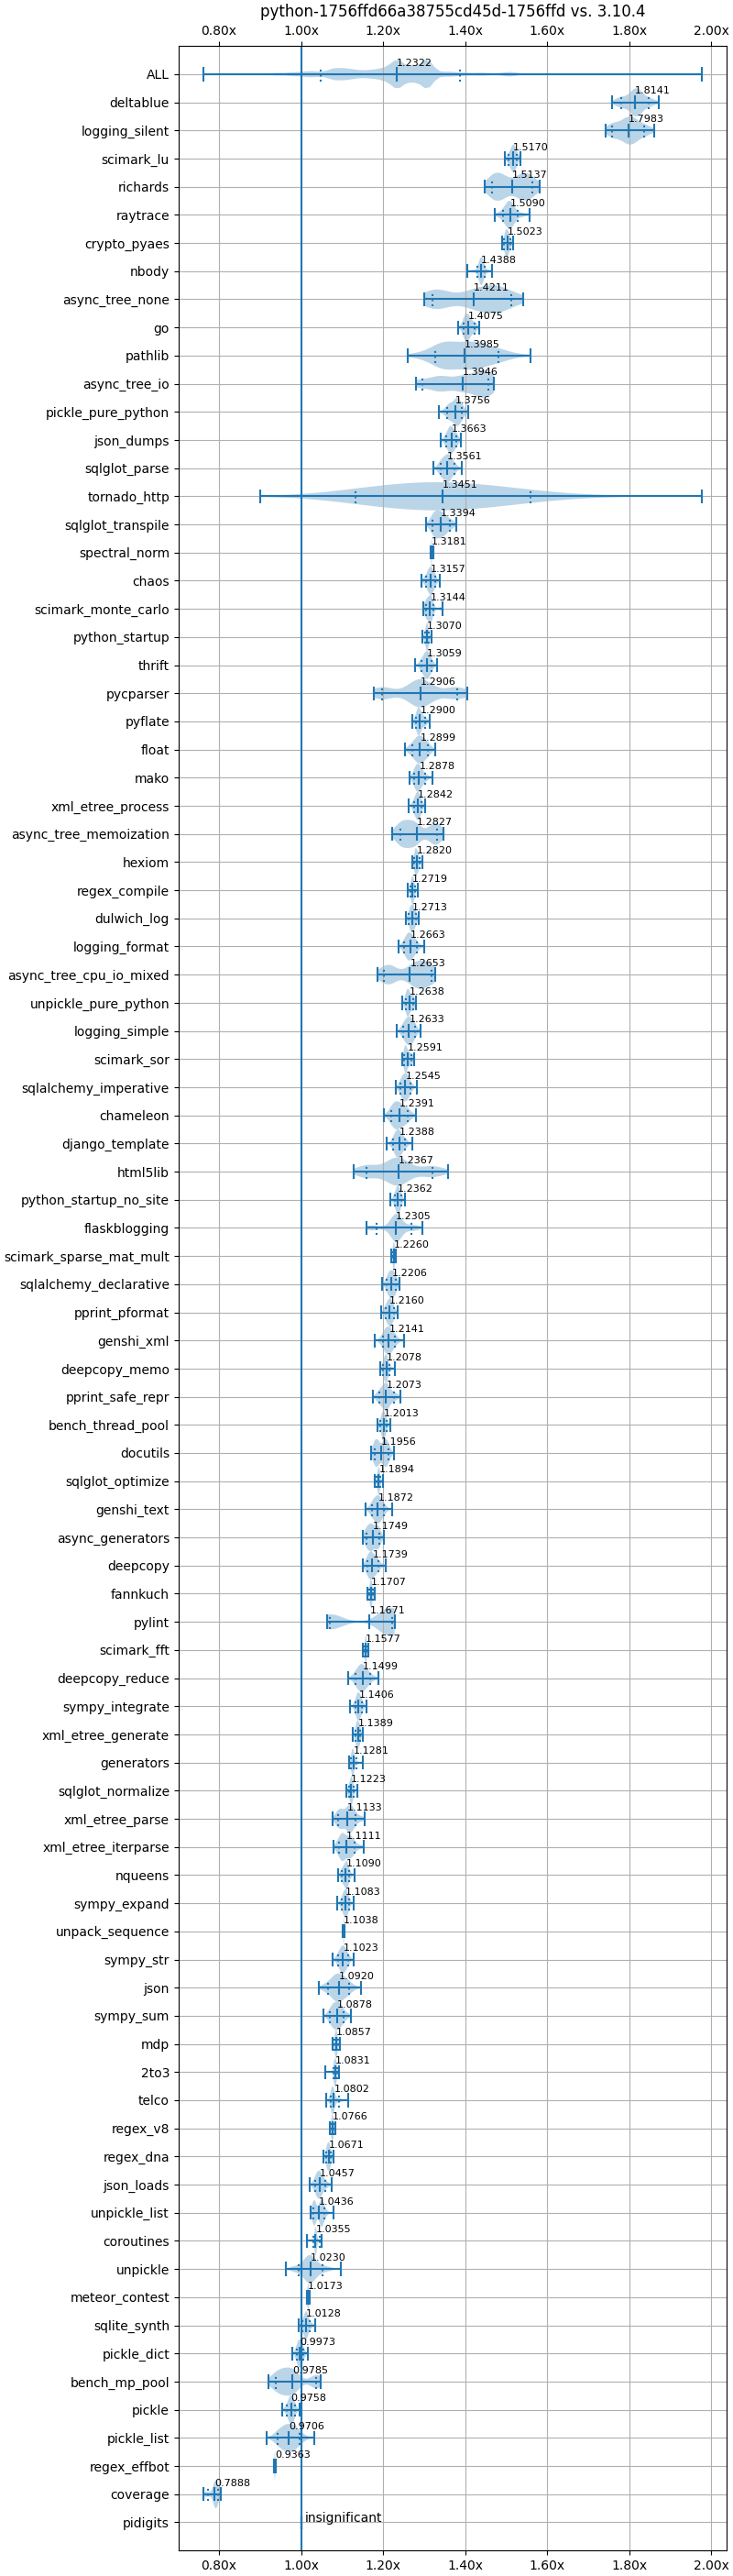 python-1756ffd66a38755cd45d-1756ffd vs. 3.10.4
0.80x 1.00x 1.20x 1.40x 1.60x 1.80x 2.00x
ALL 1.2322
deltablue 1.8141
logging_silent 1.7983
scimark_lu 1.5170
richards 1.5137
raytrace 1.5090
crypto_pyaes 1.5023
nbody 1.4388
async_tree_none 1.4211
go 1.4075
pathlib 1.3985
async_tree_io 1.3946
pickle_pure_python 1.3756
json_dumps 1.3663
sqlglot_parse 1.3561
tornado_http 1.3451
sqlglot_transpile 1.3394
spectral_norm 1.3181
chaos 1.3157
scimark_monte_carlo 1.3144
python_startup 1.3070
thrift 1.3059
pycparser 1.2906
pyflate 1.2900
float 1.2899
mako 1.2878
xml_etree_process 1.2842
async_tree_memoization 1.2827
hexiom 1.2820
regex_compile 1.2719
dulwich_log 1.2713
logging_format 1.2663
async_tree_cpu_io_mixed 1.2653
unpickle_pure_python 1.2638
logging_simple 1.2633
scimark_sor 1.2591
sqlalchemy_imperative 1.2545
chameleon 1.2391
django_template 1.2388
html5lib 1.2367
python_startup_no_site 1.2362
flaskblogging 1.2305
scimark_sparse_mat_mult 1.2260
sqlalchemy_declarative 1.2206
pprint_pformat 1.2160
genshi_xml 1.2141
deepcopy_memo 1.2078
pprint_safe_repr 1.2073
bench_thread_pool 1.2013
docutils 1.1956
sqlglot_optimize 1.1894
genshi_text 1.1872
async_generators 1.1749
deepcopy 1.1739
fannkuch 1.1707
pylint 1.1671
scimark_fft 1.1577
deepcopy_reduce 1.1499
sympy_integrate 1.1406
xml_etree_generate 1.1389
generators 1.1281
sqlglot_normalize 1.1223
xml_etree_parse 1.1133
xml_etree_iterparse 1.1111
nqueens 1.1090
sympy_expand 1.1083
unpack_sequence 1.1038
sympy_str 1.1023
json 1.0920
sympy_sum 1.0878
mdp 1.0857
2to3 1.0831
telco 1.0802
regex_v8 1.0766
regex_dna 1.0671
json_loads 1.0457
unpickle_list 1.0436
coroutines 1.0355
unpickle 1.0230
meteor_contest 1.0173
sqlite_synth 1.0128
pickle_dict 0.9973
bench_mp_pool 0.9785
pickle 0.9758
pickle_list 0.9706
regex_effbot 0.9363
coverage 0.7888
pidigits insignificant
0.80x 1.00x 1.20x 1.40x 1.60x 1.80x 2.00x